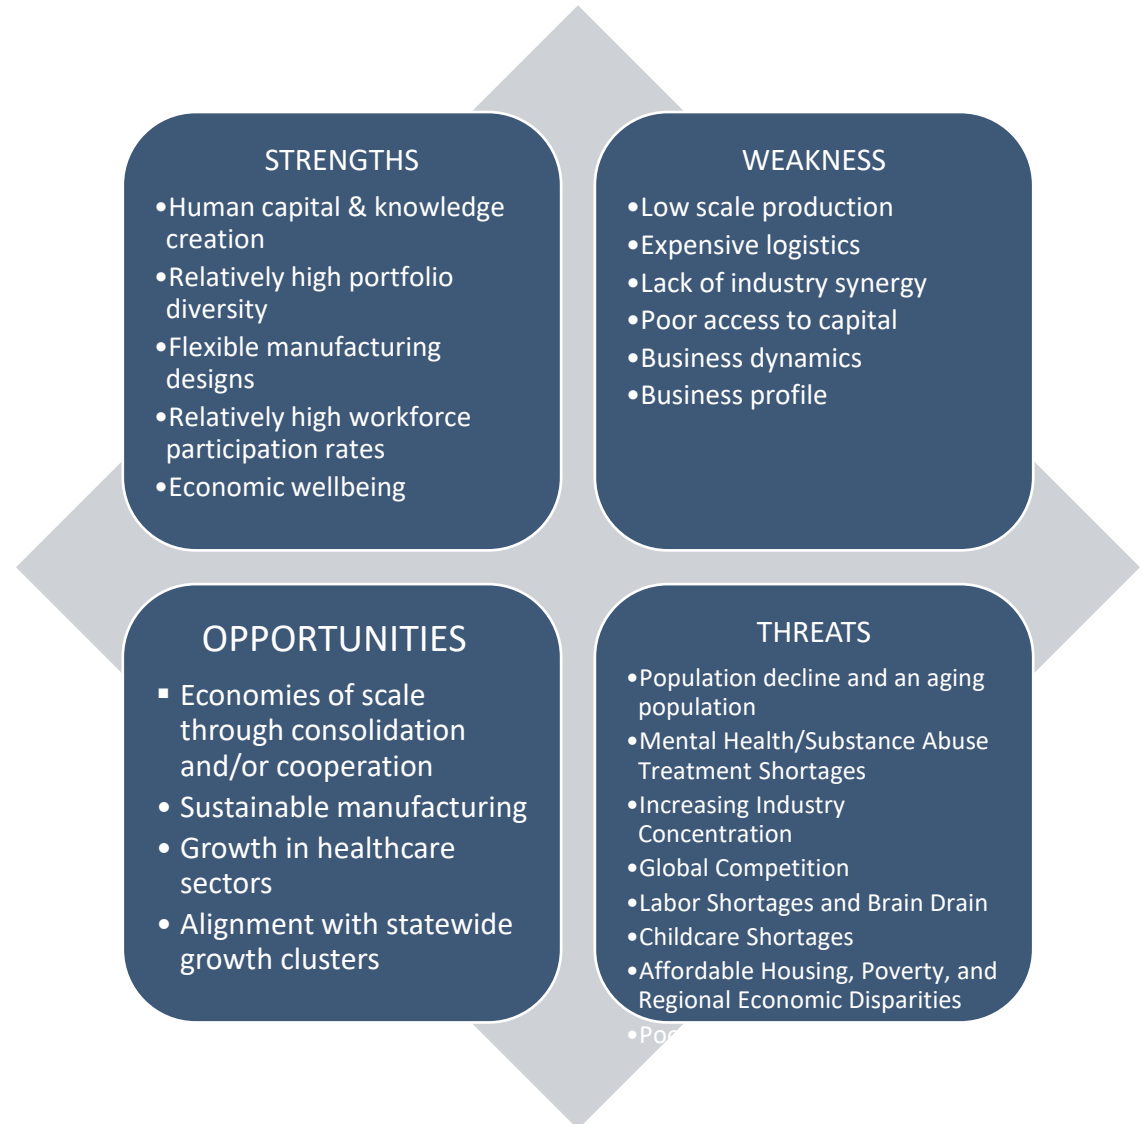 STRENGTHS
•Human capital & knowledge
creation
•Relatively high portfolio
diversity
•Flexible manufacturing
designs
•Relatively high workforce
participation rates
•Economic wellbeing
WEAKNESS
•Low scale production
•Expensive logistics
•Lack of industry synergy
•Poor access to capital
•Business dynamics
•Business profile
OPPORTUNITIES
▪ Economies of scale
through consolidation
and/or cooperation
• Sustainable manufacturing
• Growth in healthcare
sectors
• Alignment with statewide
growth clusters
THREATS
•Population decline and an aging
population
•Mental Health/Substance Abuse
Treatment Shortages
•Increasing Industry
Concentration
•Global Competition
•Labor Shortages and Brain Drain
•Childcare Shortages
•Affordable Housing, Poverty, and
Regional Economic Disparities